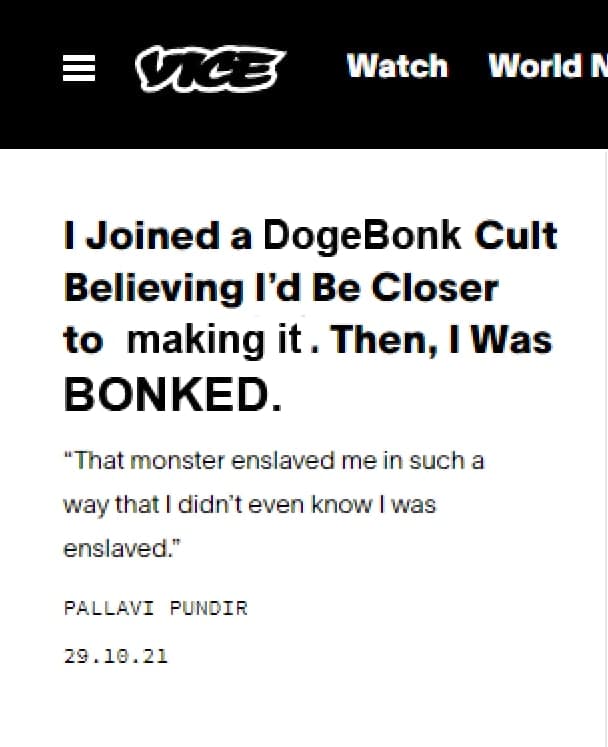 VICE Watch World N
I Joined a DogeBonk Cult
Believing I’d Be Closer
to making it. Then, I Was
BONKED.
“That monster enslaved me in such a
way that I didn’t even know I was
enslaved.”
PALLAVI PUNDIR
29.10.21